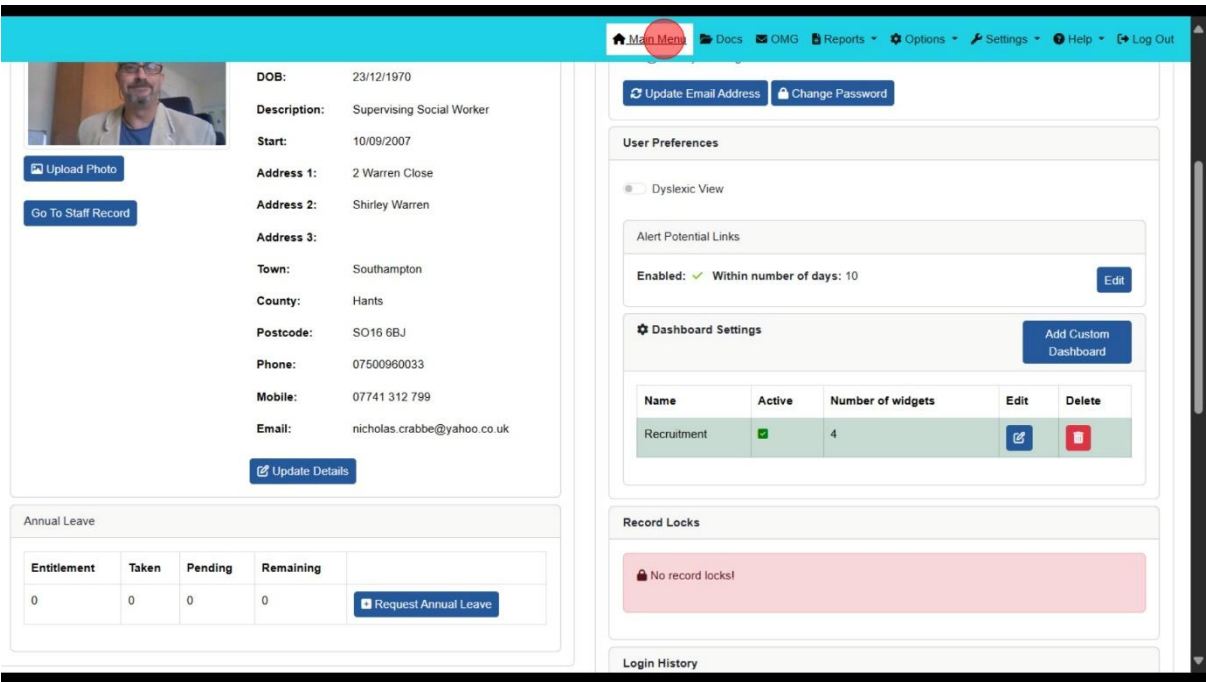 Main Menu Docs OMG Reports Options Settings Help Log Out
DOB: 23/12/1970
Description: Supervising Social Worker
Start: 10/09/2007
Upload Photo
Address 1: 2 Warren Close
Go To Staff Record
Address 2: Shirley Warren
Address 3:
Town: Southampton
County: Hants
Postcode: SO16 6BJ
Phone: 07500960033
Mobile: 07741 312 799
Email: nicholas.crabbe@yahoo.co.uk
Update Details
Annual Leave
Entitlement Taken Pending Remaining
0 0 0 0 Request Annual Leave
Update Email Address Change Password
User Preferences
Dyslexic View
Alert Potential Links
Enabled: Within number of days: 10 Edit
Dashboard Settings Add Custom
Dashboard
Name Active Number of widgets Edit Delete
Recruitment 4
Record Locks
No record locks!
Login History